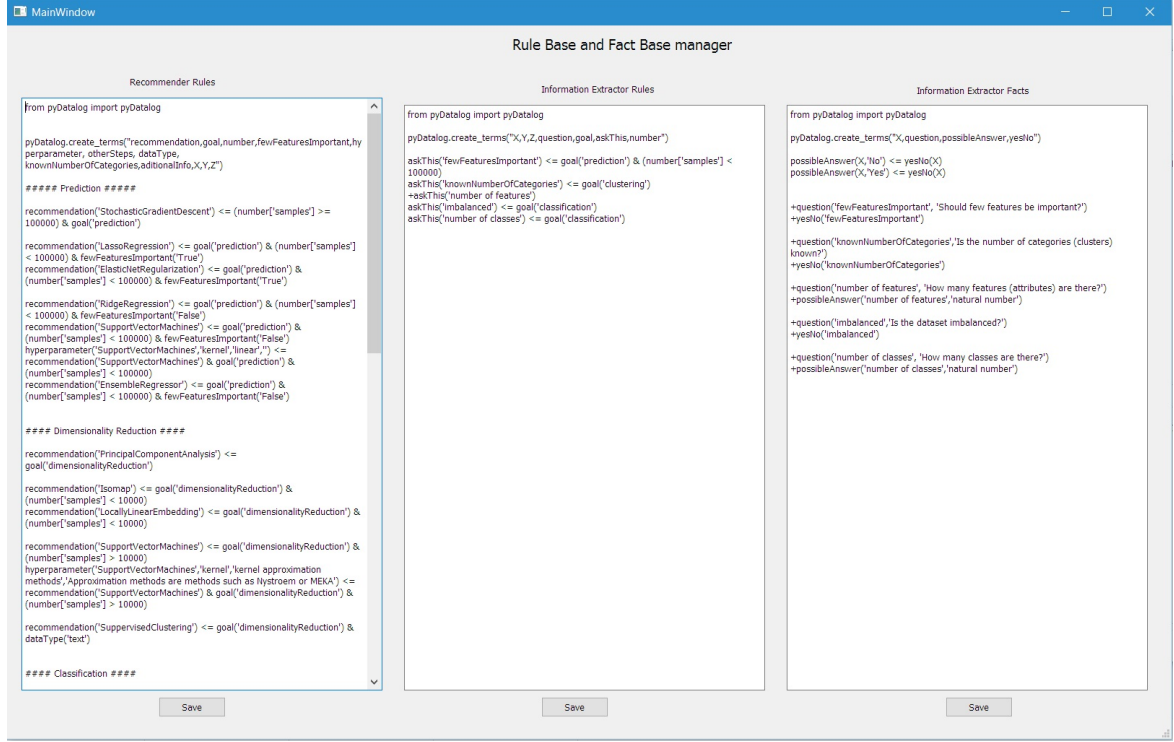 MainWindow
Rule Base and Fact Base manager
Recommender Rules
from pyDatalog import pyDatalog
pyDatalog.create_terms("recommendation,goal,number,fewFeaturesImportant,hy
perparameter, otherSteps, dataType,
knownNumberOfCategories,aditionalInfo,X,Y,Z")
##### Prediction #####
recommendation('StochasticGradientDescent') <= (number['samples'] >=
100000) & goal('prediction')
recommendation('LassoRegression') <= goal('prediction') & (number['samples']
< 100000) & fewFeaturesImportant('True')
recommendation('ElasticNetRegularization') <= goal('prediction') &
(number['samples'] < 100000) & fewFeaturesImportant('True')
recommendation('RidgeRegression') <= goal('prediction') & (number['samples']
< 100000) & fewFeaturesImportant('False')
recommendation('SupportVectorMachines') <= goal('prediction') &
(number['samples'] < 100000) & fewFeaturesImportant('False')
hyperparameter('SupportVectorMachines','kernel','linear','') <=
recommendation('SupportVectorMachines') & goal('prediction') &
(number['samples'] < 100000)
recommendation('EnsembleRegressor') <= goal('prediction') &
(number['samples'] < 100000) & fewFeaturesImportant('False')
#### Dimensionality Reduction ####
recommendation('PrincipalComponentAnalysis') <=
goal('dimensionalityReduction')
recommendation('Isomap') <= goal('dimensionalityReduction') &
(number['samples'] < 10000)
recommendation('LocallyLinearEmbedding') <= goal('dimensionalityReduction') &
(number['samples'] < 10000)
recommendation('SupportVectorMachines') <= goal('dimensionalityReduction') &
(number['samples'] > 10000)
hyperparameter('SupportVectorMachines','kernel','kernel approximation
methods','Approximation methods are methods such as Nystroem or MEKA') <=
recommendation('SupportVectorMachines') & goal('dimensionalityReduction') &
(number['samples'] > 10000)
recommendation('SuppervisedClustering') <= goal('dimensionalityReduction') &
dataType('text')
#### Classification ####
Save
Information Extractor Rules
from pyDatalog import pyDatalog
pyDatalog.create_terms("X,Y,Z,question,goal,askThis,number")
askThis('fewFeaturesImportant') <= goal('prediction') & (number['samples'] <
100000)
askThis('knownNumberOfCategories') <= goal('clustering')
+askThis('number of features')
askThis('imbalanced') <= goal('classification')
askThis('number of classes') <= goal('classification')
Save
Information Extractor Facts
from pyDatalog import pyDatalog
pyDatalog.create_terms("X,question,possibleAnswer,yesNo")
possibleAnswer(X,'No') <= yesNo(X)
possibleAnswer(X,'Yes') <= yesNo(X)
+question('fewFeaturesImportant', 'Should few features be important?')
+yesNo('fewFeaturesImportant')
+question('knownNumberOfCategories','Is the number of categories (clusters)
known?')
+yesNo('knownNumberOfCategories')
+question('number of features', 'How many features (attributes) are there?')
+possibleAnswer('number of features','natural number')
+question('imbalanced','Is the dataset imbalanced?')
+yesNo('imbalanced')
+question('number of classes', 'How many classes are there?')
+possibleAnswer('number of classes','natural number')
Save